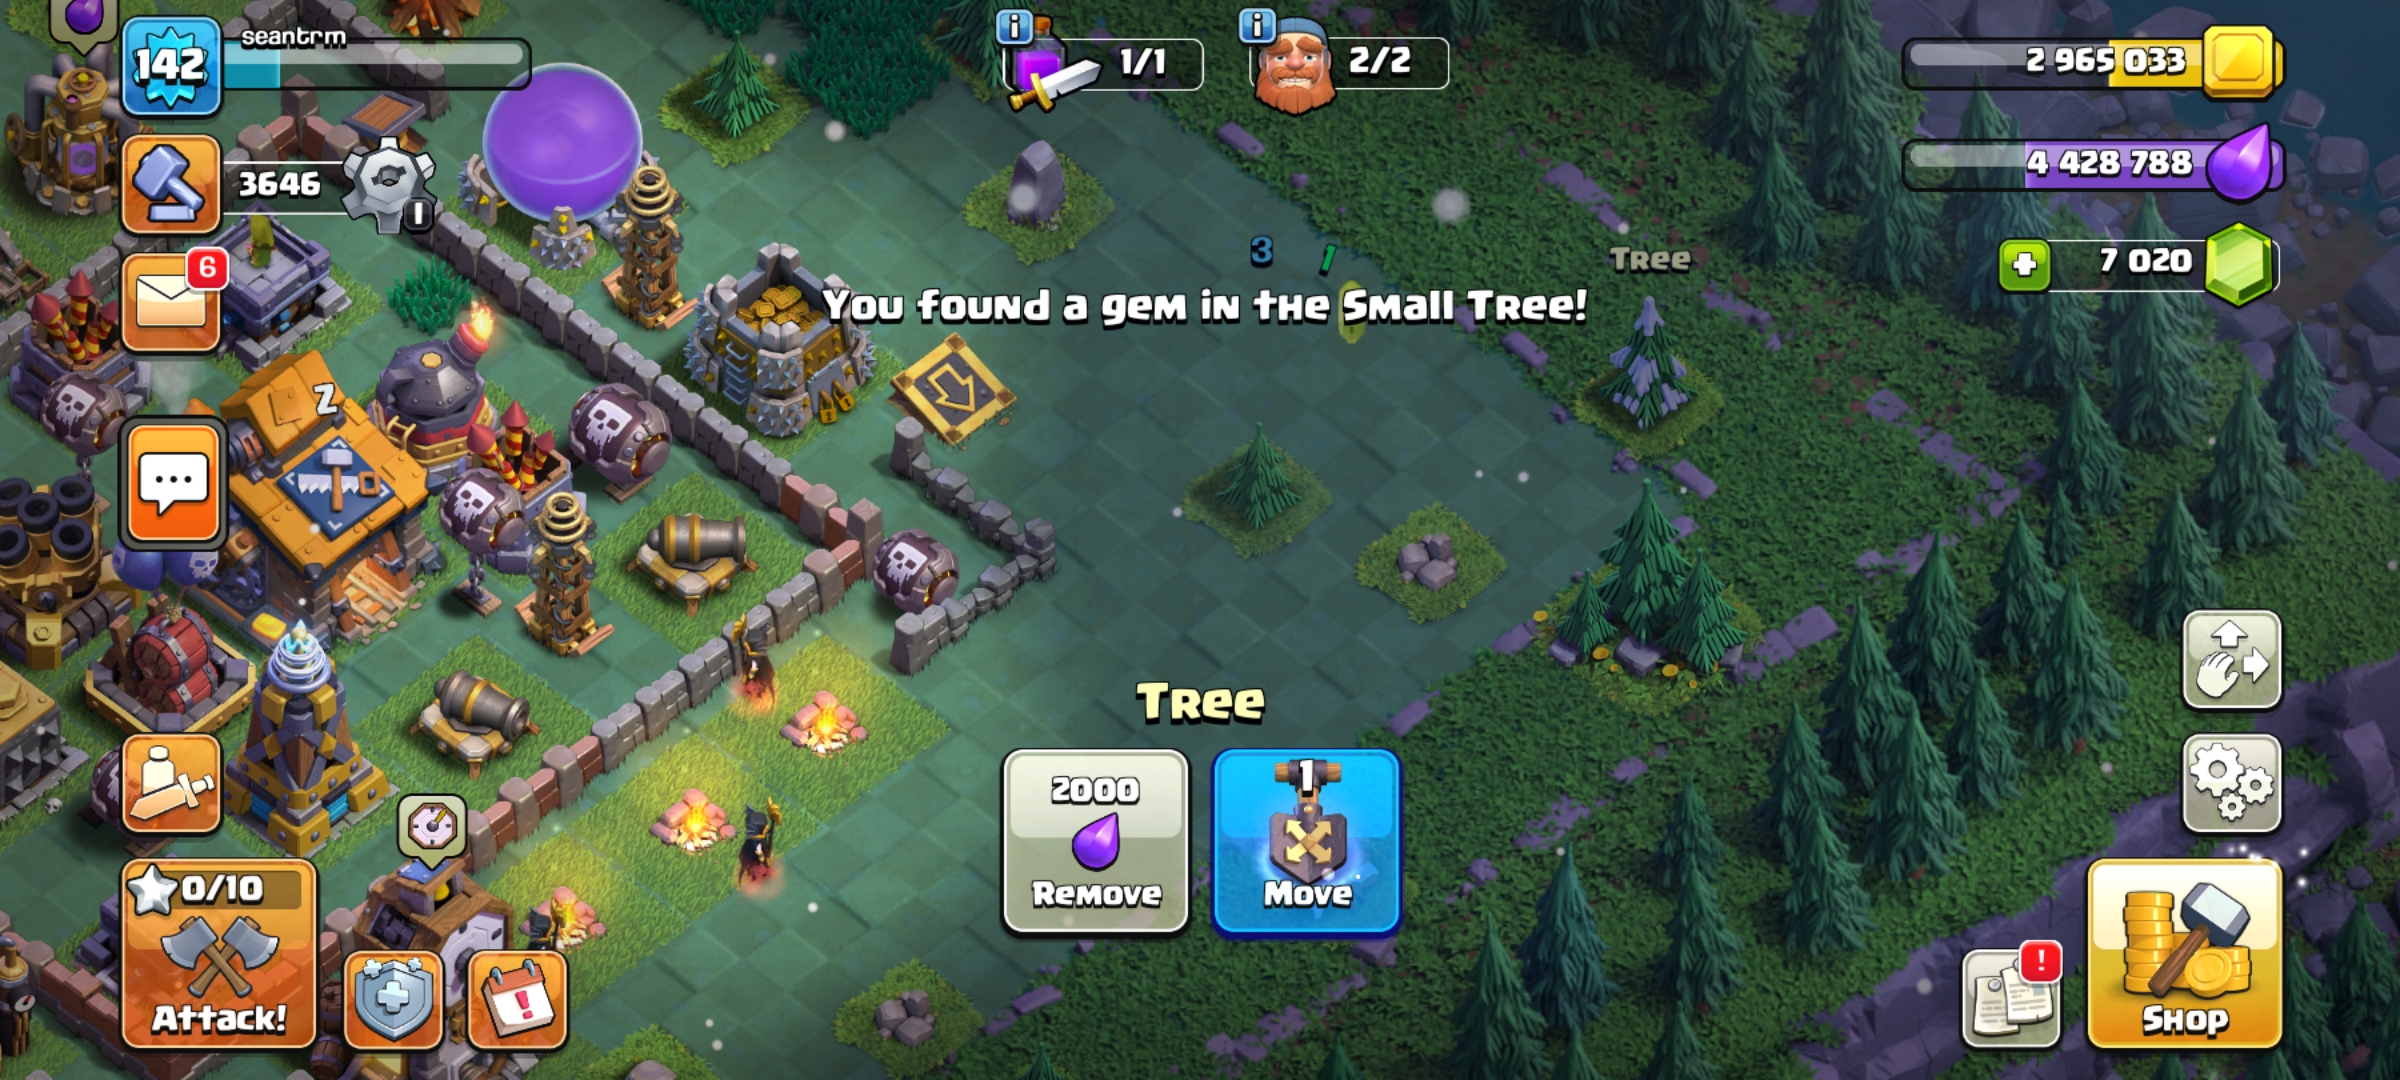 142
seantrm
1/1
2/2
2 965 033
4 428 788
3646
I
6
7 020
3
1
Tree
You found a gem in the Small Tree!
Z
Tree
2000
Remove
1
Move
0/10
Attack!
!
!
Shop